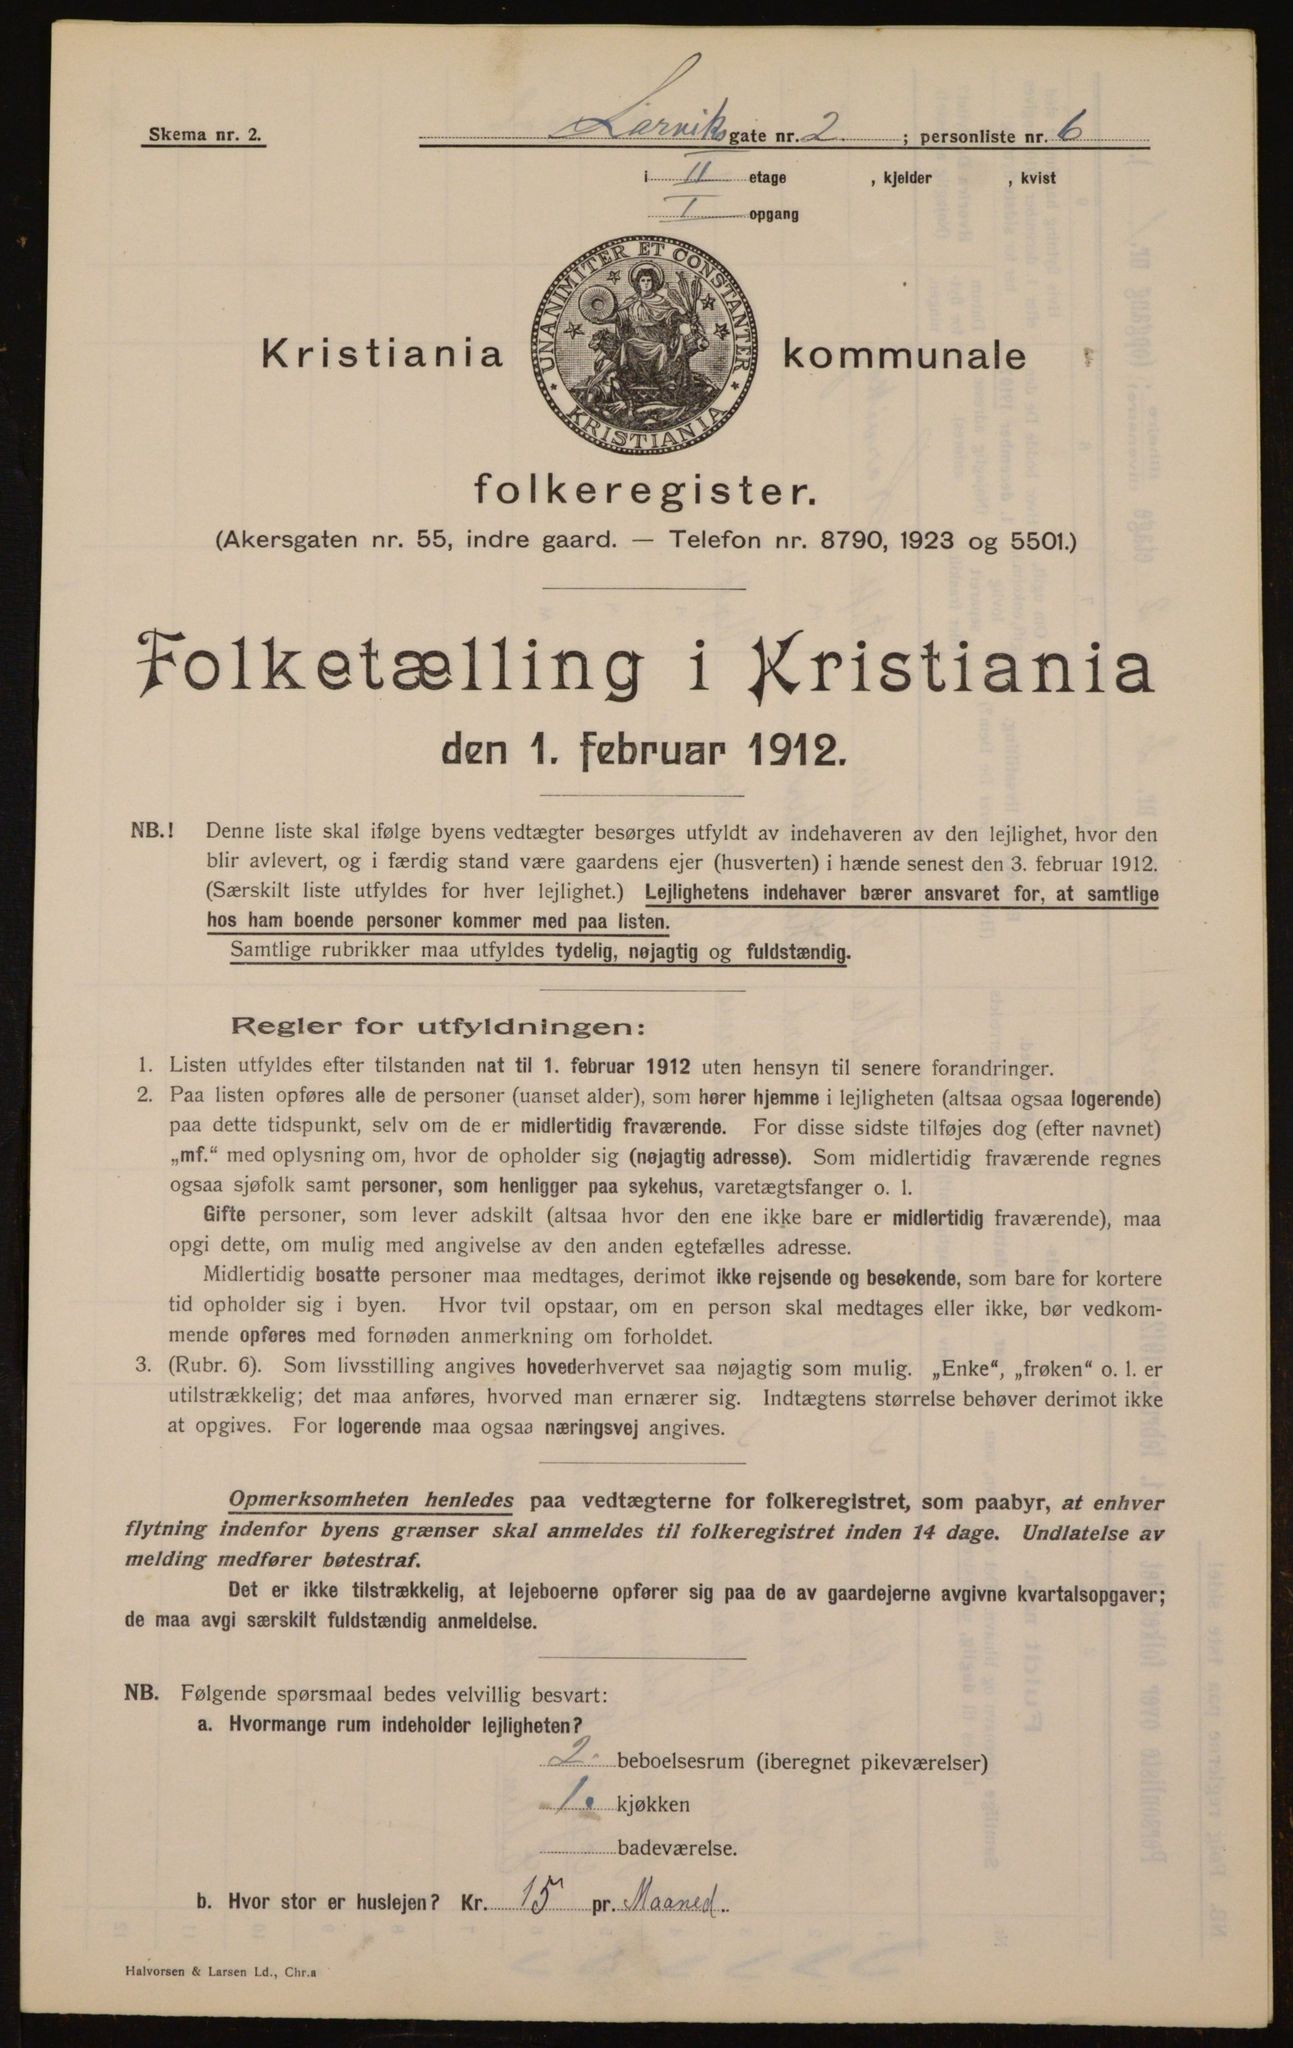 Skema nr. 2.
Larviksgate nr. 2 ; personliste nr. 6
i II etage , kjelder , kvist
I opgang
UNANIMITER ET CONSTANTER
KRISTIANIA
Kristiania kommunale
folkeregister.
(Akersgaten nr. 55, indre gaard. — Telefon nr. 8790, 1923 og 5501.)
Folketælling i Kristiania
den 1. februar 1912.
NB.! Denne liste skal ifølge byens vedtægter besørges utfyldt av indehaveren av den lejlighet, hvor den
blir avlevert, og i færdig stand være gaardens ejer (husverten) i hænde senest den 3. februar 1912.
(Særskilt liste utfyldes for hver lejlighet.) Lejlighetens indehaver bærer ansvaret for, at samtlige
hos ham boende personer kommer med paa listen.
Samtlige rubrikker maa utfyldes tydelig, nøjagtig og fuldstændig.
Regler for utfyldningen:
1. Listen utfyldes efter tilstanden nat til 1. februar 1912 uten hensyn til senere forandringer.
2. Paa listen opføres alle de personer (uanset alder), som hører hjemme i lejligheten (altsaa ogsaa logerende)
paa dette tidspunkt, selv om de er midlertidig fraværende. For disse sidste tilføjes dog (efter navnet)
„mf.“ med oplysning om, hvor de opholder sig (nøjagtig adresse). Som midlertidig fraværende regnes
ogsaa sjøfolk samt personer, som henligger paa sykehus, varetægtsfanger o. l.
Gifte personer, som lever adskilt (altsaa hvor den ene ikke bare er midlertidig fraværende), maa
opgi dette, om mulig med angivelse av den anden egtefælles adresse.
Midlertidig bosatte personer maa medtages, derimot ikke rejsende og besøkende, som bare for kortere
tid opholder sig i byen. Hvor tvil opstaar, om en person skal medtages eller ikke, bør vedkom-
mende opføres med fornøden anmerkning om forholdet.
3. (Rubr. 6). Som livsstilling angives hovederhvervet saa nøjagtig som mulig. „Enke“, „frøken“ o. l. er
utilstrækkelig; det maa anføres, hvorved man ernærer sig. Indtægtens størrelse behøver derimot ikke
at opgives. For logerende maa ogsaa næringsvej angives.
Opmerksomheten henledes paa vedtægterne for folkeregistret, som paabyr, at enhver
flytning indenfor byens grænser skal anmeldes til folkeregistret inden 14 dage. Undlatelse av
melding medfører bøtestraf.
Det er ikke tilstrækkelig, at lejeboerne opfører sig paa de av gaardejerne avgivne kvartalsopgaver;
de maa avgi særskilt fuldstændig anmeldelse.
NB. Følgende spørsmaal bedes velvillig besvart:
a. Hvormange rum indeholder lejligheten?
2. beboelsesrum (iberegnet pikeværelser)
1. kjøkken
badeværelse.
b. Hvor stor er huslejen? Kr. 15 pr. Maaned.
Halvorsen & Larsen Ld., Chr.a